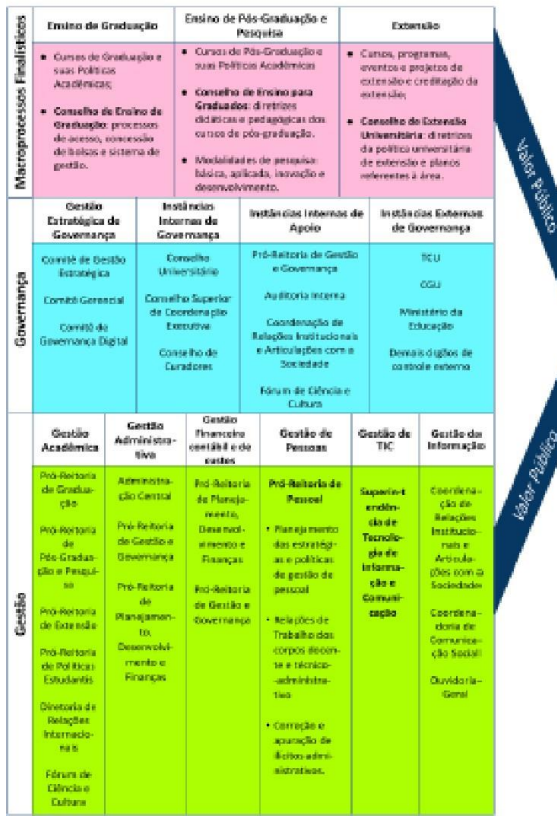 Macroprocessos Finalísticos
Ensino de Graduação
• Cursos de Graduação e
suas Políticas
Acadêmicas;
• Conselho de Ensino de
Graduação: processos
de acesso, concessão
de bolsas e sistema de
gestão.
Ensino de Pós-Graduação e
Pesquisa
• Cursos de Pós-Graduação e
suas Políticas Acadêmicas
• Conselho de Ensino para
Graduados: diretrizes
didáticas e pedagógicas dos
cursos de pós-graduação.
• Modalidades de pesquisa:
básica, aplicada, inovação e
desenvolvimento.
Extensão
• Cursos, programas,
eventos e projetos de
extensão e creditação da
extensão;
• Conselho de Extensão
Universitária: diretrizes
da política universitária
de extensão e planos
referentes à área.
Governança
Gestão
Estratégica de
Governança
Comitê de Gestão
Estratégica
Comitê Gerencial
Comitê de
Governança Digital
Instâncias
Internas de
Governança
Conselho
Universitário
Conselho Superior
de Coordenação
Executiva
Conselho de
Curadores
Instâncias Internas de
Apoio
Pró-Reitoria de Gestão
e Governança
Auditoria Interna
Coordenação de
Relações Institucionais
e Articulações com a
Sociedade
Fórum de Ciência e
Cultura
Instâncias Externas
de Governança
TCU
CGU
Ministério da
Educação
Demais órgãos de
controle externo
Gestão
Gestão
Acadêmica
Pró-Reitoria
de Gradua-
ção
Pró-Reitoria
de
Pós-Gradua-
ção e Pesqui-
sa
Pró-Reitoria
de Extensão
Pró-Reitoria
de Políticas
Estudantis
Diretoria de
Relações
Internacio-
nais
Fórum de
Ciência e
Cultura
Gestão
Administra-
tiva
Administra-
ção Central
Pró-Reitoria
de Gestão e
Governança
Pró-Reitoria
de
Planejamento,
Desenvolvi-
mento e
Finanças
Gestão
Financeira
contábil e de
custos
Pró-Reitoria
de Planeja-
mento,
Desenvol-
vimento e
Finanças
Pró-Reitoria
de Gestão e
Governança
Gestão de
Pessoas
Pró-Reitoria de
Pessoal
• Planejamento
das estratégi-
as e políticas
de gestão de
pessoal
• Relações de
Trabalho dos
corpos docen-
te e técnico
-administra-
tivo
• Correção e
apuração de
ilícitos admi-
nistrativos.
Gestão de
TIC
Superint-
endên-
cia de
Tecnolo-
gia de
Informa-
ção e
Comuni-
cação
Gestão da
Informação
Coordena-
ção de
Relações
Institucio-
nais e
Articula-
ções com a
Sociedade
Coordena-
doria de
Comunica-
ção Social
Ouvidoria-
Geral
Valor Público
Valor Público